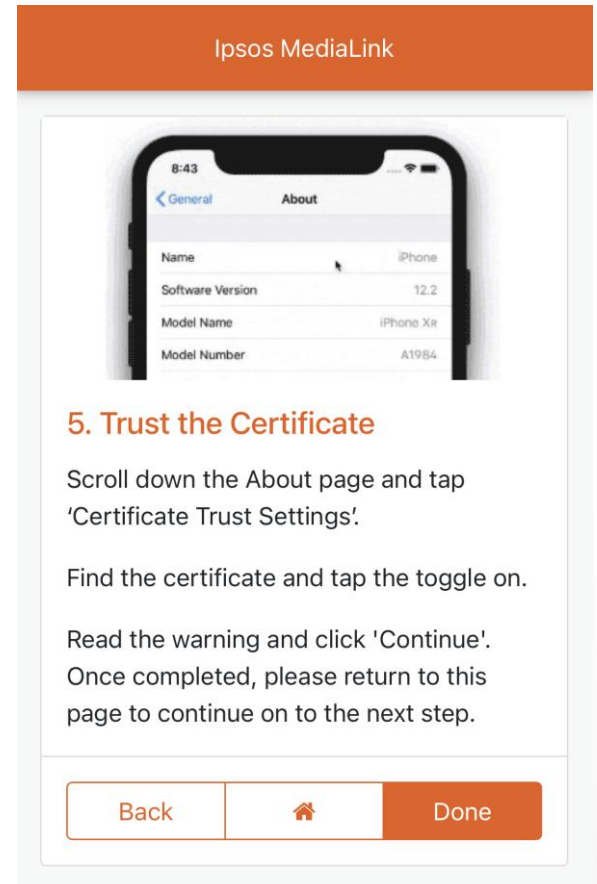 Ipsos MediaLink
8:43
General About
Name iPhone
Software Version 12.2
Model Name iPhone XR
Model Number A1984
5. Trust the Certificate
Scroll down the About page and tap
‘Certificate Trust Settings’.
Find the certificate and tap the toggle on.
Read the warning and click 'Continue'.
Once completed, please return to this
page to continue on to the next step.
Back Done